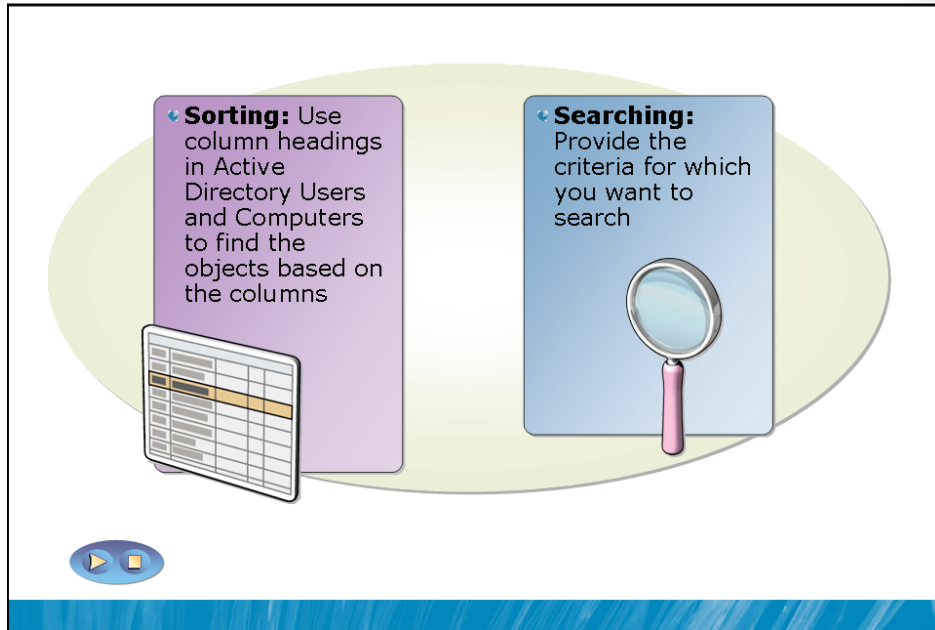 Sorting: Use
column headings
in Active
Directory Users
and Computers
to find the
objects based on
the columns
Searching:
Provide the
criteria for which
you want to
search